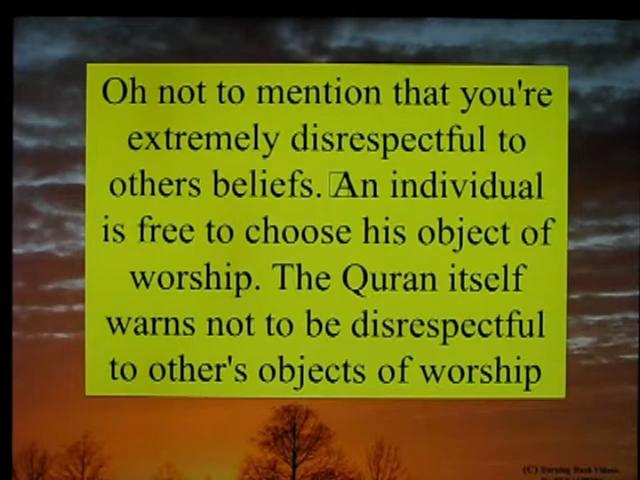 Oh not to mention that you're
extremely disrespectful to
others beliefs. An individual
is free to choose his object of
worship. The Quran itself
warns not to be disrespectful
to other's objects of worship